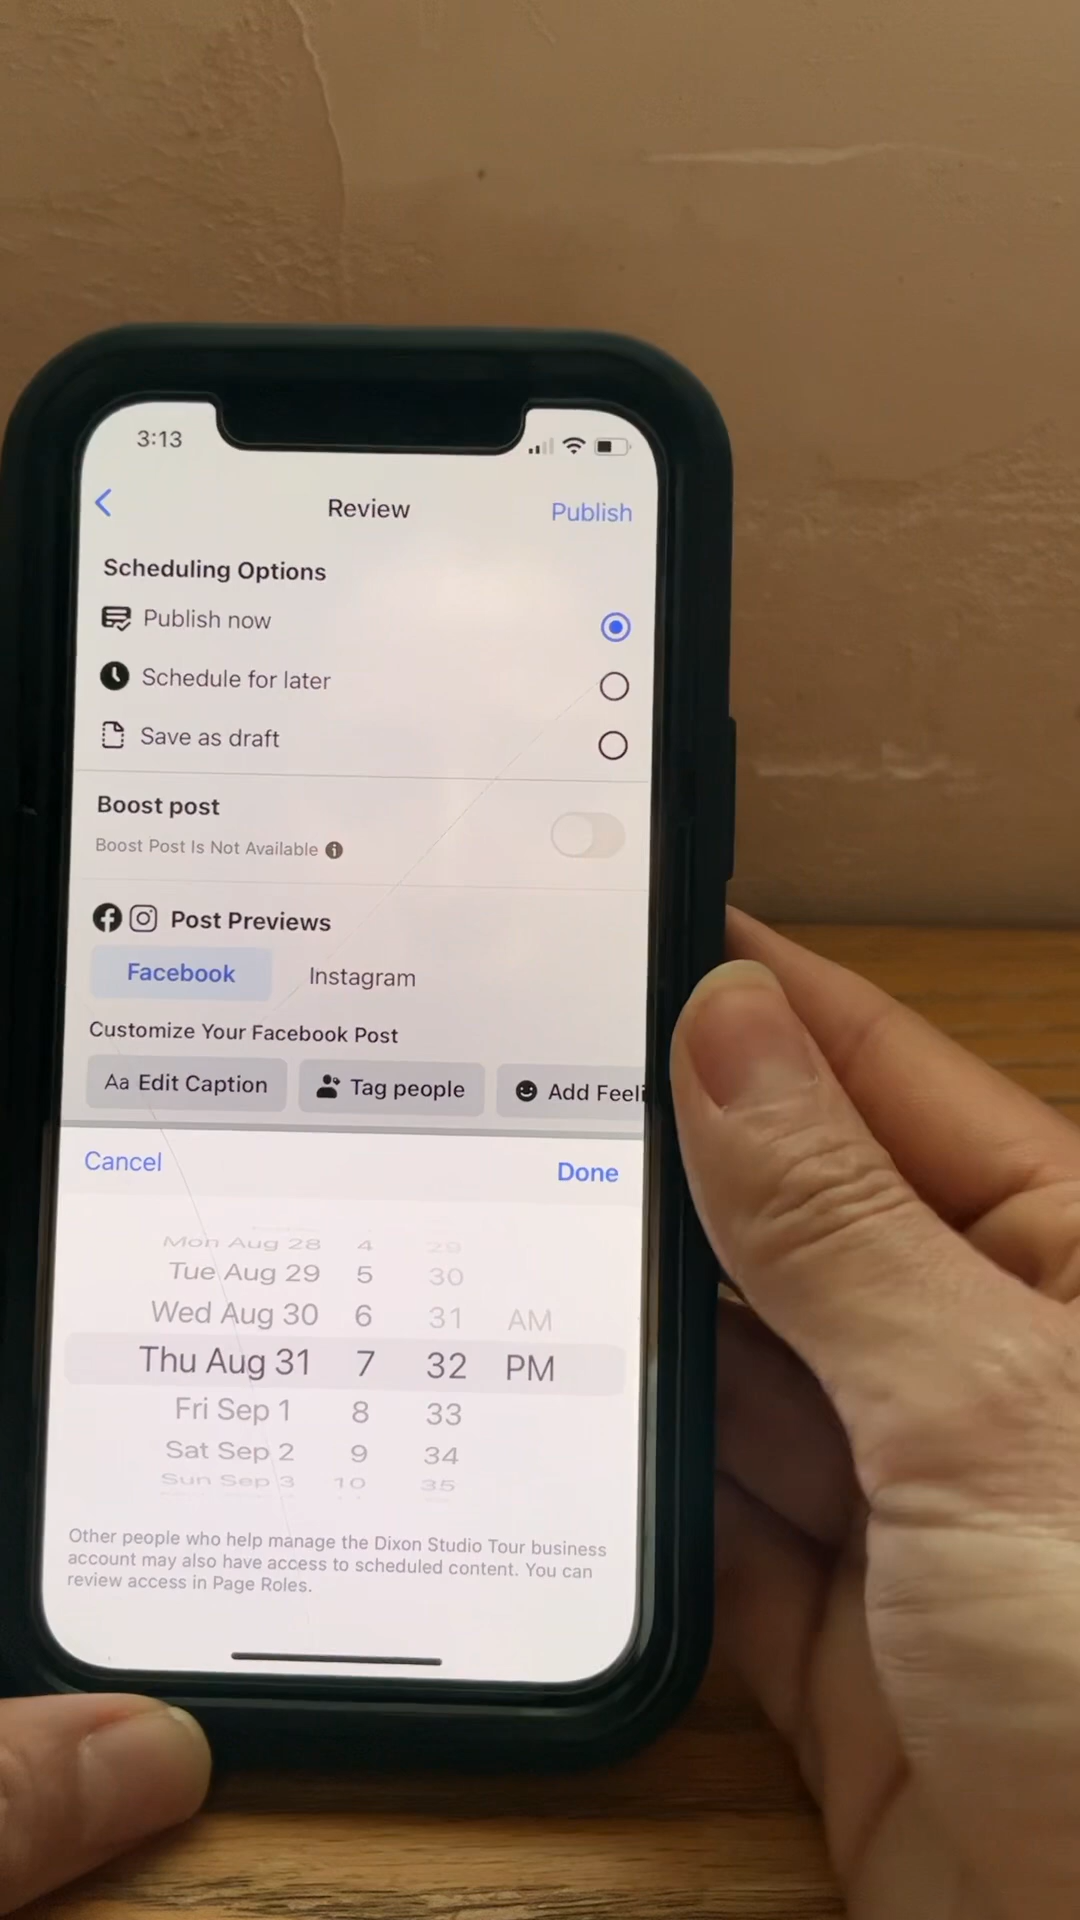 3:13
Review
Publish
Scheduling Options
Publish now
Schedule for later
Save as draft
Boost post
Boost Post Is Not Available
Post Previews
Facebook Instagram
Customize Your Facebook Post
Aa Edit Caption Tag people Add Feeli
Cancel Done
Mon Aug 28 4 29
Tue Aug 29 5 30
Wed Aug 30 6 31 AM
Thu Aug 31 7 32 PM
Fri Sep 1 8 33
Sat Sep 2 9 34
Sun Sep 3 10 35
Other people who help manage the Dixon Studio Tour business
account may also have access to scheduled content. You can
review access in Page Roles.